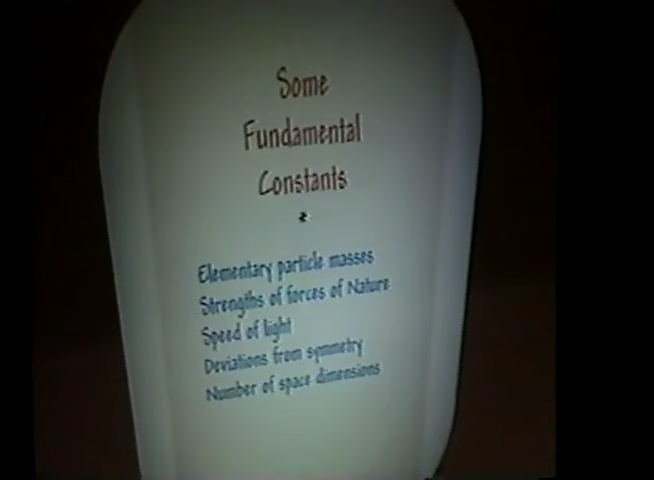 Some
Fundamental
Constants
Elementary particle masses
Strengths of forces of Nature
Speed of light
Deviations from symmetry
Number of space dimensions